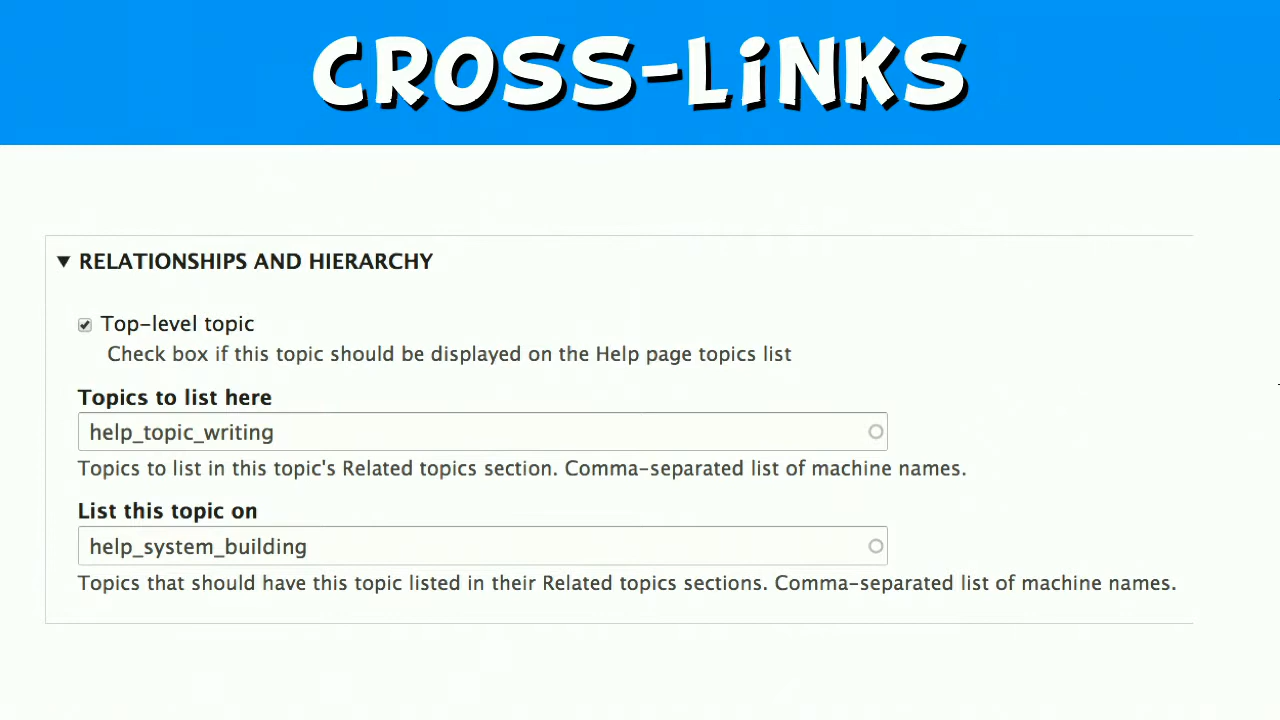 CROSS-LiNKS
RELATIONSHIPS AND HIERARCHY
Top-level topic
Check box if this topic should be displayed on the Help page topics list
Topics to list here
help_topic_writing
Topics to list in this topic's Related topics section. Comma-separated list of machine names.
List this topic on
help_system_building
Topics that should have this topic listed in their Related topics sections. Comma-separated list of machine names.